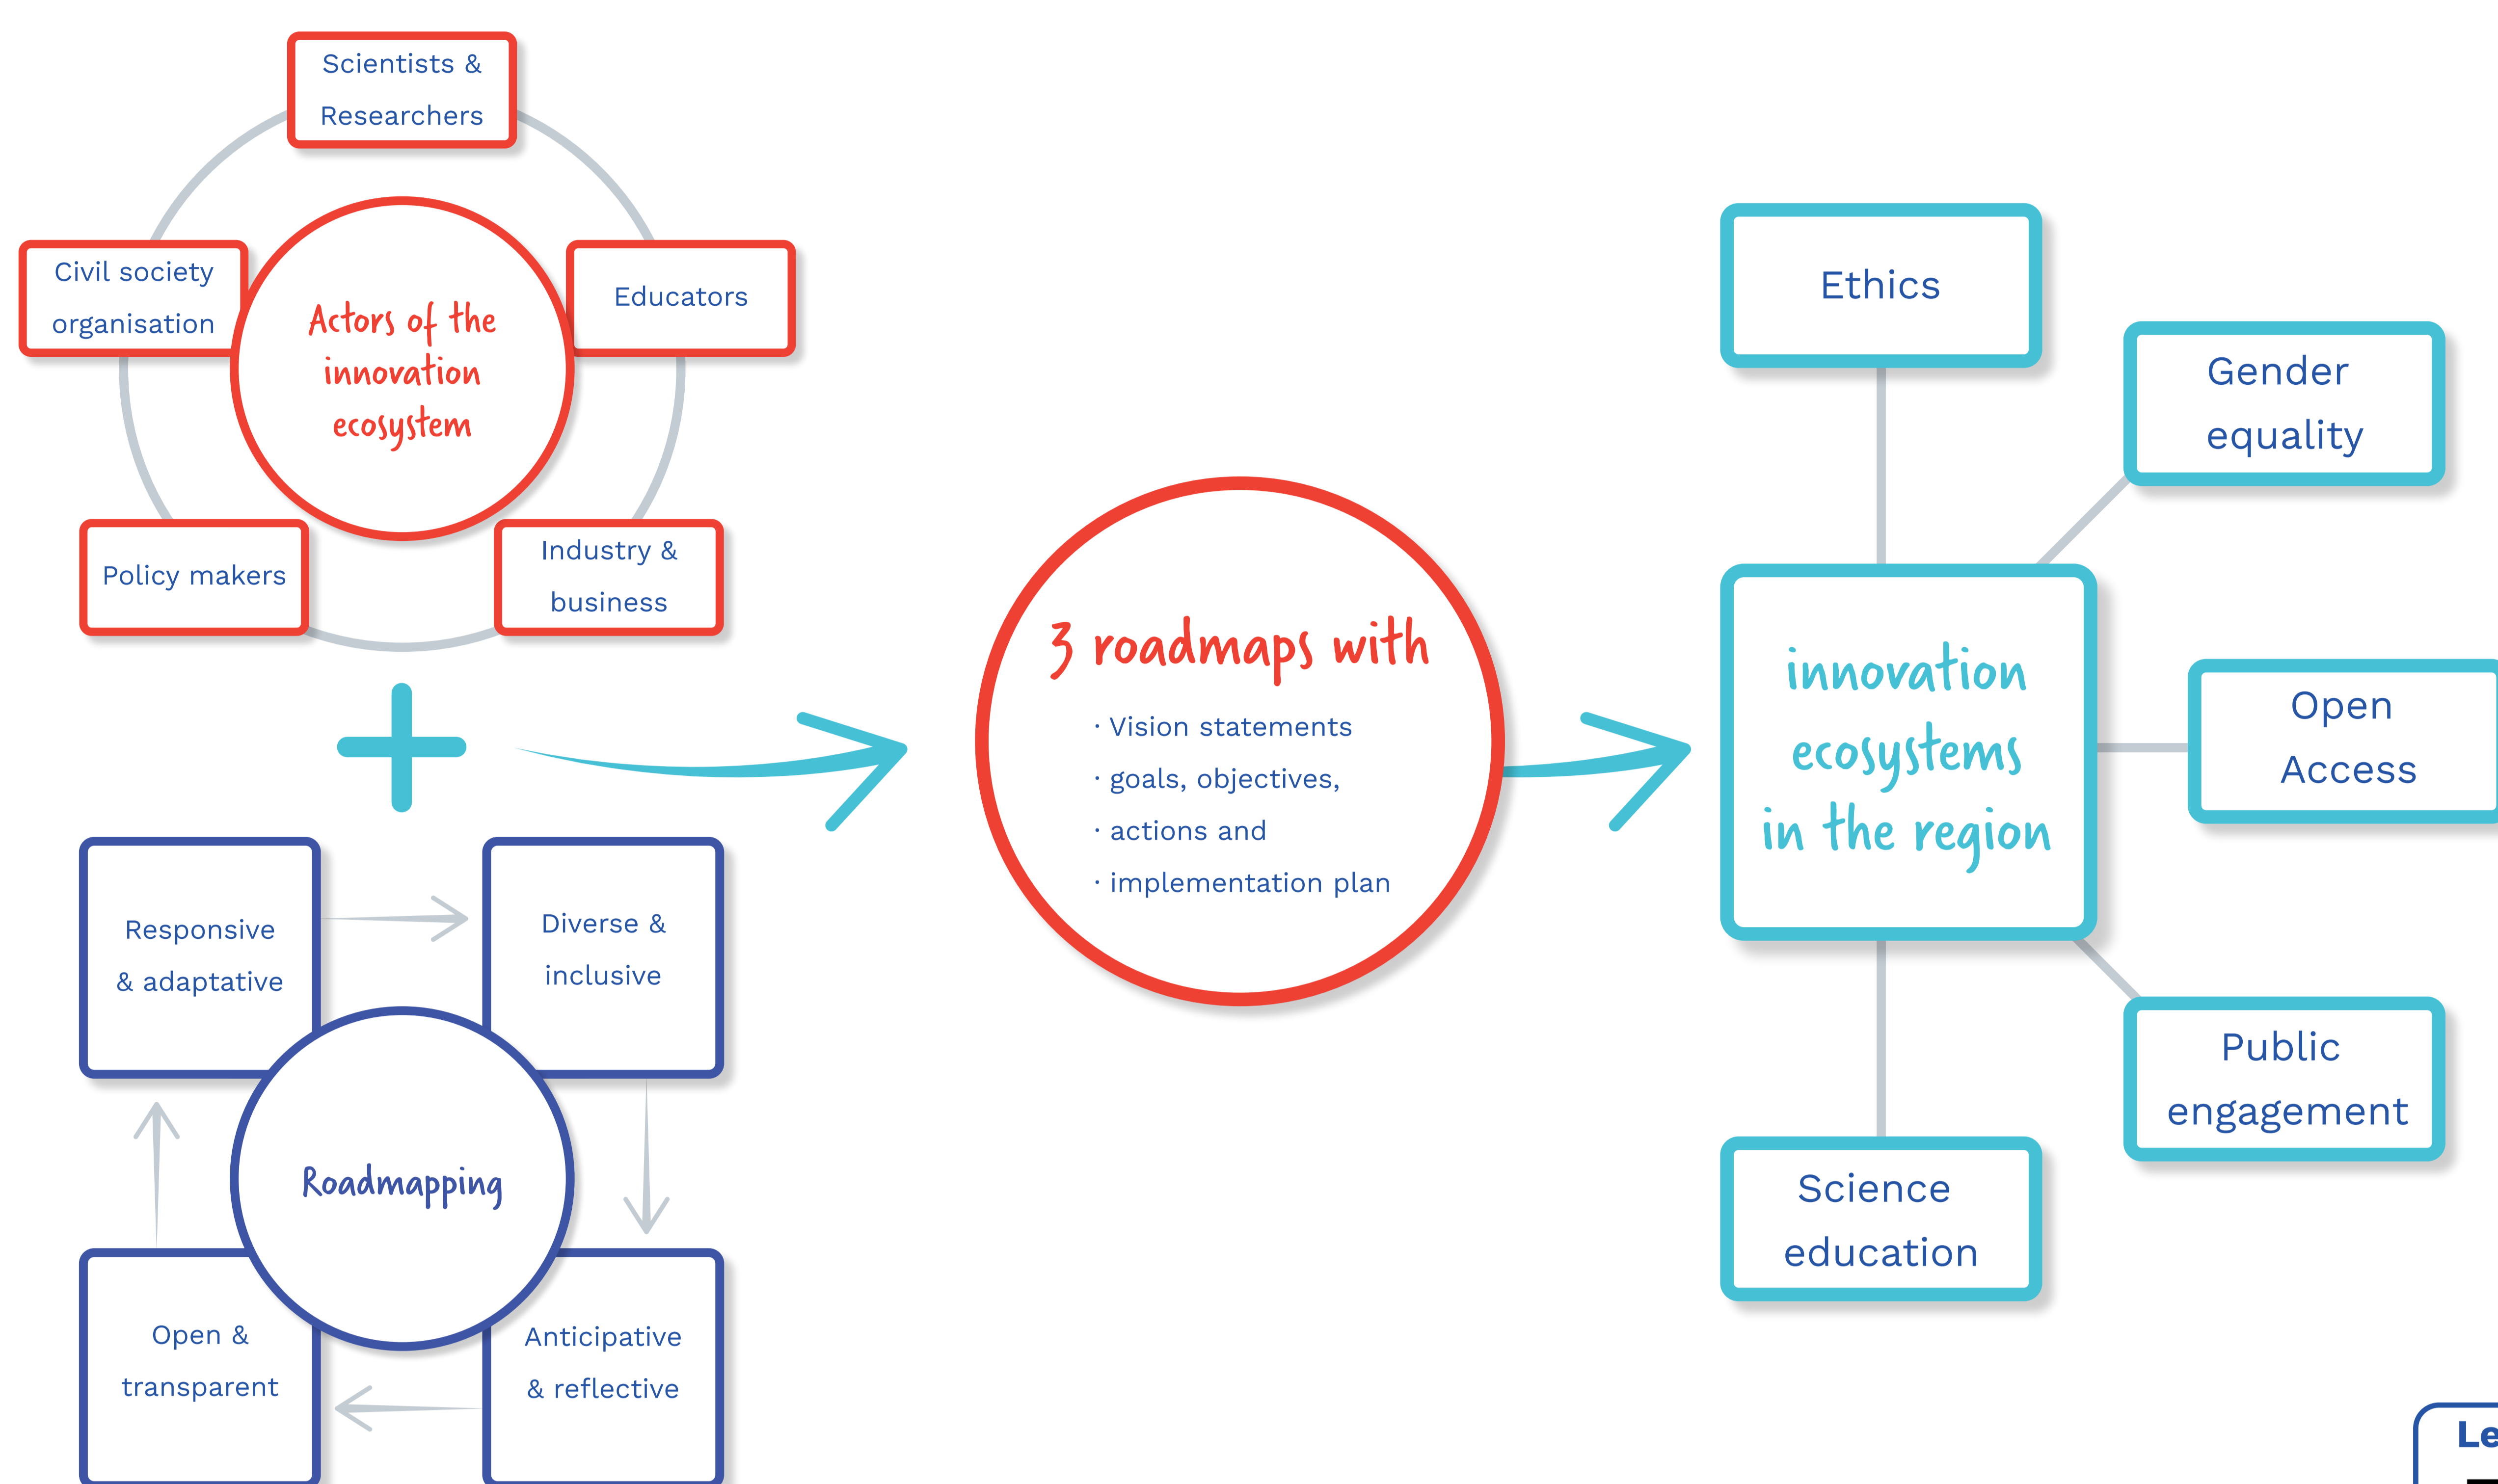 Scientists &
Researchers
Civil society
organisation
Educators
Actors of the
innovation
ecosystem
Policy makers
Industry &
business
Responsive
& adaptative
Diverse &
inclusive
Roadmapping
Open &
transparent
Anticipative
& reflective
3 roadmaps with
· Vision statements
· goals, objectives,
· actions and
· implementation plan
Ethics
Gender
equality
innovation
ecosystems
in the region
Open
Access
Public
engagement
Science
education